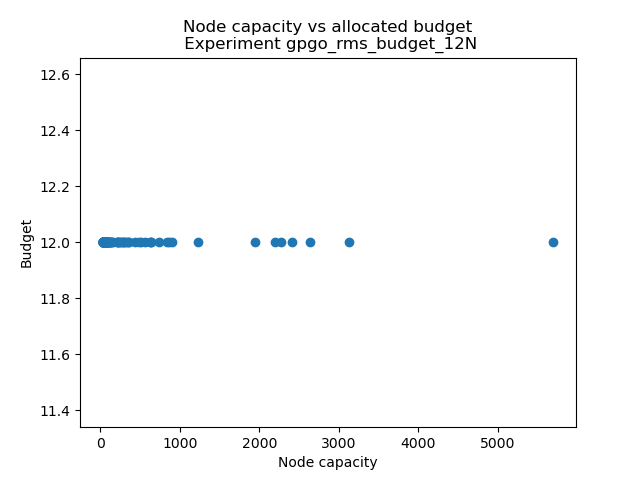 Node capacity vs allocated budget
Experiment gpgo_rms_budget_12N
12.6
12.4
12.2
12.0
11.8
11.6
11.4
Budget
0 1000 2000 3000 4000 5000
Node capacity